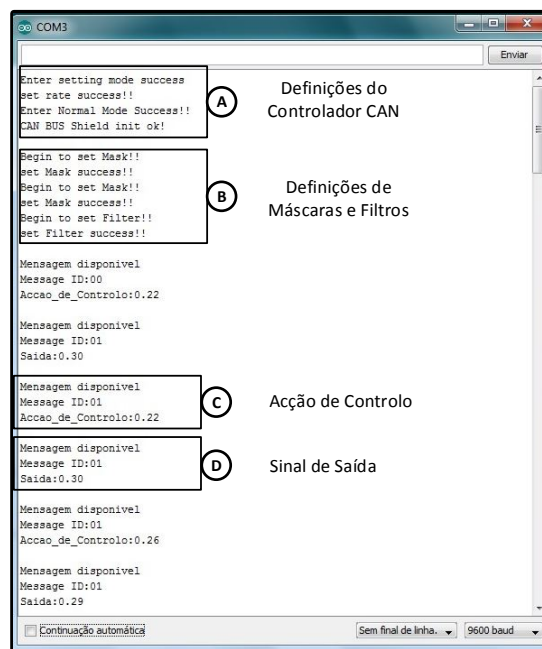 COM3
Enviar
Enter setting mode success
set rate success!!
Enter Normal Mode Success!!
CAN BUS Shield init ok!
A
Definições do
Controlador CAN
Begin to set Mask!!
set Mask success!!
Begin to set Mask!!
set Mask success!!
Begin to set Filter!!
set Filter success!!
B
Definições de
Máscaras e Filtros
Mensagem disponivel
Message ID:00
Accao_de_Controlo:0.22
Mensagem disponivel
Message ID:01
Saida:0.30
Mensagem disponivel
Message ID:01
Accao_de_Controlo:0.22
C
Acção de Controlo
Mensagem disponivel
Message ID:01
Saida:0.30
D
Sinal de Saída
Mensagem disponivel
Message ID:01
Accao_de_Controlo:0.26
Mensagem disponivel
Message ID:01
Saida:0.29
Continuação automática
Sem final de linha.
9600 baud